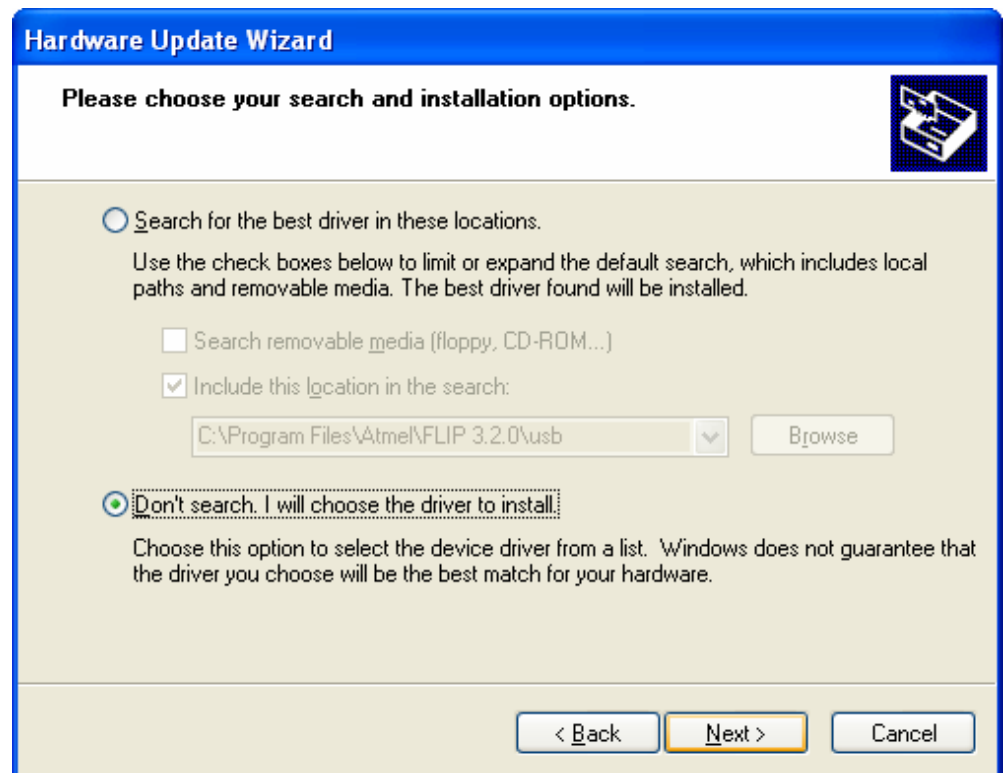 Hardware Update Wizard
Please choose your search and installation options.
Search for the best driver in these locations.
Use the check boxes below to limit or expand the default search, which includes local
paths and removable media. The best driver found will be installed.
Search removable media (floppy, CD-ROM...)
Include this location in the search:
C:\Program Files\Atmel\FLIP 3.2.0\usb
Browse
Don't search. I will choose the driver to install.
Choose this option to select the device driver from a list. Windows does not guarantee that
the driver you choose will be the best match for your hardware.
< Back
Next >
Cancel